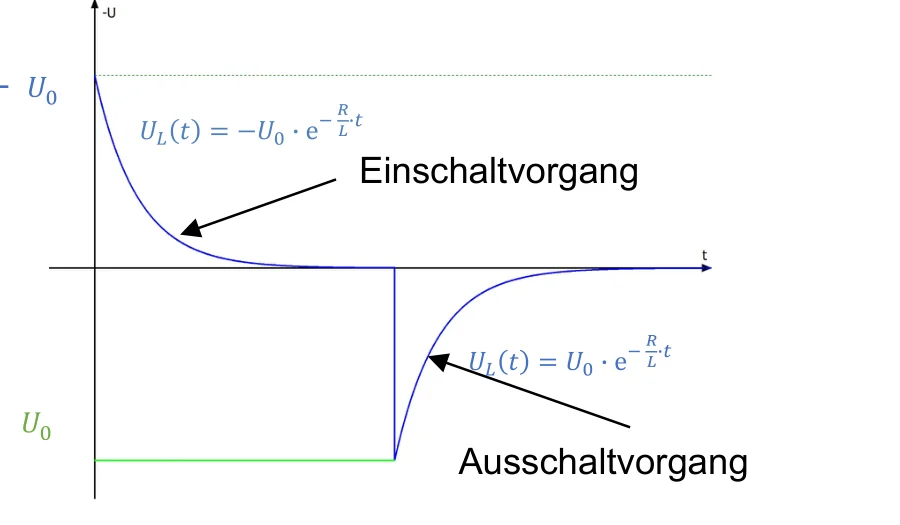 -U
- U₀
U_L(t) = −U₀ · e^{− R/L · t}
Einschaltvorgang
t
U_L(t) = U₀ · e^{− R/L · t}
U₀
Ausschaltvorgang